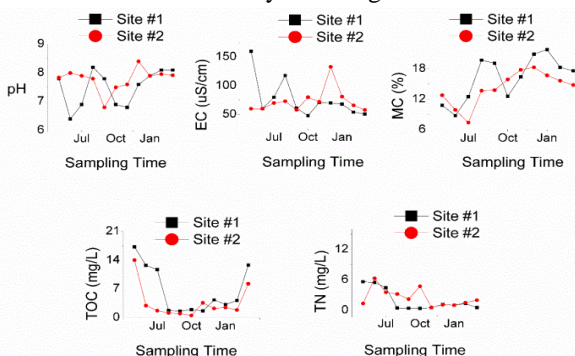 Site #1
Site #2
pH
9
8
7
6
Jul Oct Jan
Sampling Time
Site #1
Site #2
EC (uS/cm)
150
100
50
Jul Oct Jan
Sampling Time
Site #1
Site #2
MC (%)
18
12
6
Jul Oct Jan
Sampling Time
Site #1
Site #2
TOC (mg/L)
21
14
7
0
Jul Oct Jan
Sampling Time
Site #1
Site #2
TN (mg/L)
12
6
0
Jul Oct Jan
Sampling Time